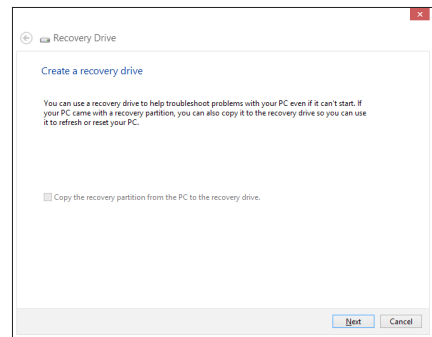 Recovery Drive
Create a recovery drive
You can use a recovery drive to help troubleshoot problems with your PC even if it can't start. If
your PC came with a recovery partition, you can also copy it to the recovery drive so you can use
it to refresh or reset your PC.
Copy the recovery partition from the PC to the recovery drive.
Next Cancel